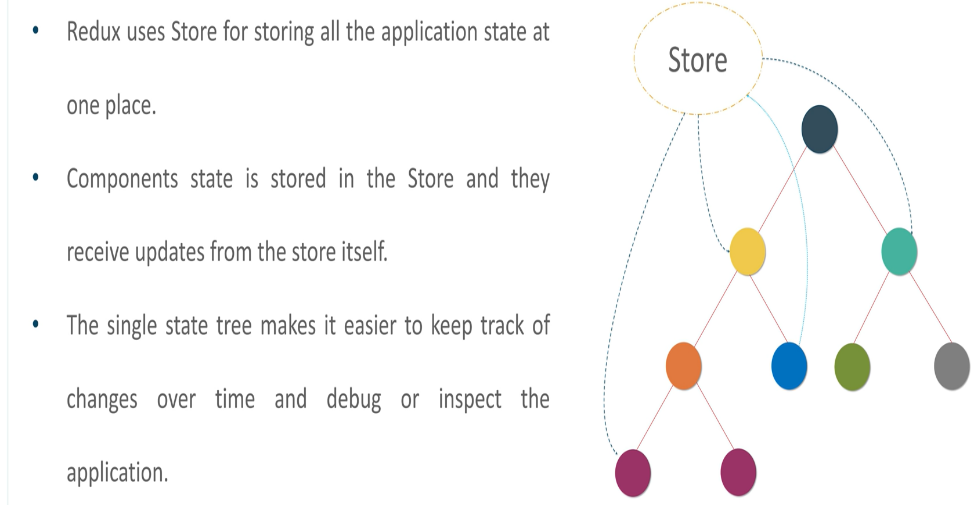 • Redux uses Store for storing all the application state at
one place.
• Components state is stored in the Store and they
receive updates from the store itself.
• The single state tree makes it easier to keep track of
changes over time and debug or inspect the
application.
Store